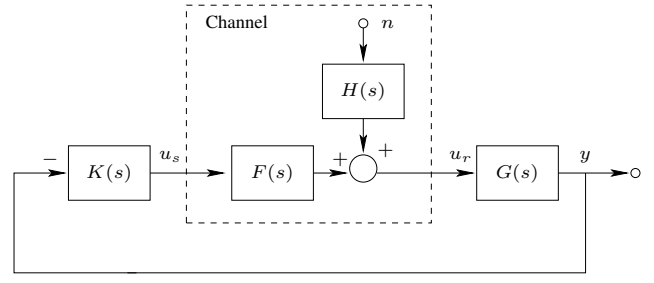 Channel
n
H(s)
+
−
K(s)
u_s
F(s)
+
u_r
G(s)
y